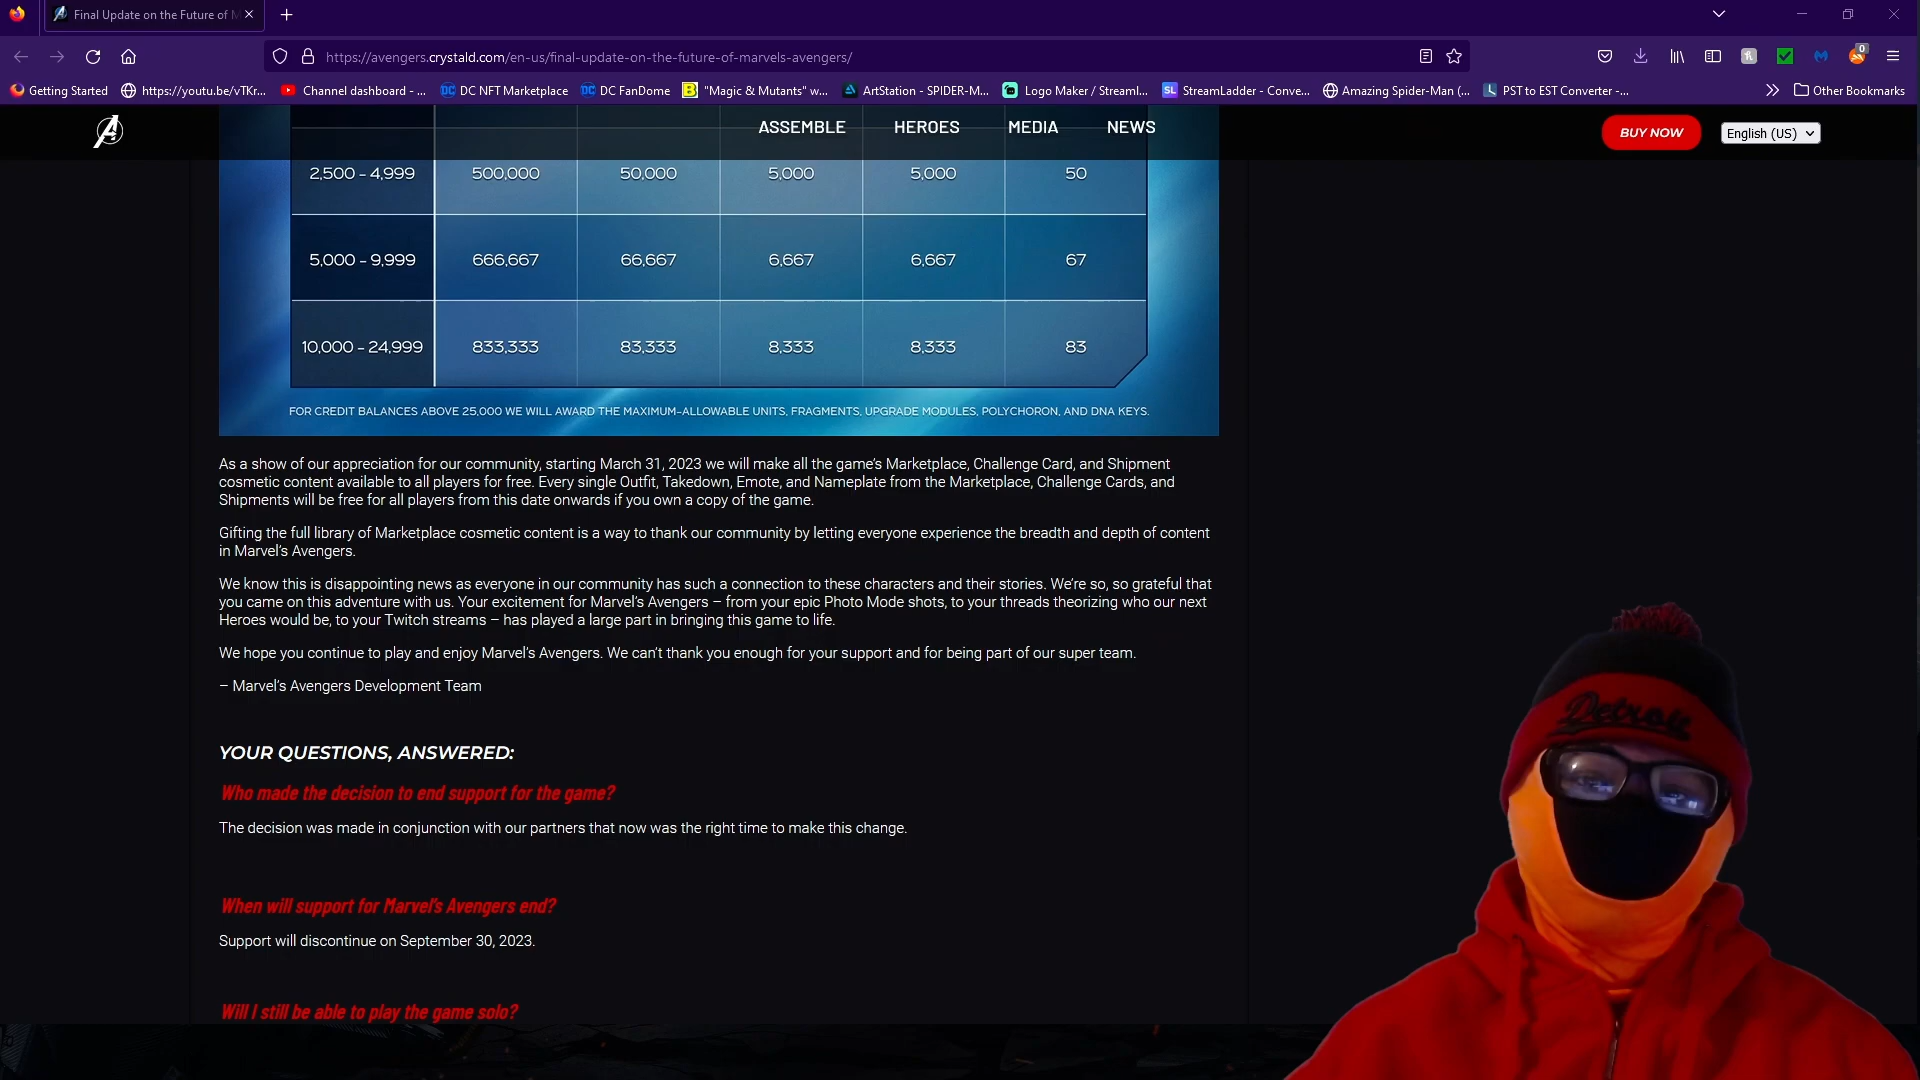 Final Update on the Future of M
https://avengers.crystald.com/en-us/final-update-on-the-future-of-marvels-avengers/
0
Getting Started
https://youtu.be/vTKr...
Channel dashboard - ...
DC NFT Marketplace
DC FanDome
"Magic & Mutants" w...
ArtStation - SPIDER-M...
Logo Maker / Streaml...
SL StreamLadder - Conve...
Amazing Spider-Man (...
PST to EST Converter -...
Other Bookmarks
ASSEMBLE
HEROES
MEDIA
NEWS
BUY NOW
English (US)
2,500 - 4,999 500,000 50,000 5,000 5,000 50
5,000 - 9,999 666,667 66,667 6,667 6,667 67
10,000 - 24,999 833,333 83,333 8,333 8,333 83
FOR CREDIT BALANCES ABOVE 25,000 WE WILL AWARD THE MAXIMUM-ALLOWABLE UNITS, FRAGMENTS, UPGRADE MODULES, POLYCHORON, AND DNA KEYS.
As a show of our appreciation for our community, starting March 31, 2023 we will make all the game's Marketplace, Challenge Card, and Shipment
cosmetic content available to all players for free. Every single Outfit, Takedown, Emote, and Nameplate from the Marketplace, Challenge Cards, and
Shipments will be free for all players from this date onwards if you own a copy of the game.
Gifting the full library of Marketplace cosmetic content is a way to thank our community by letting everyone experience the breadth and depth of content
in Marvel's Avengers.
We know this is disappointing news as everyone in our community has such a connection to these characters and their stories. We're so, so grateful that
you came on this adventure with us. Your excitement for Marvel's Avengers – from your epic Photo Mode shots, to your threads theorizing who our next
Heroes would be, to your Twitch streams – has played a large part in bringing this game to life.
We hope you continue to play and enjoy Marvel's Avengers. We can't thank you enough for your support and for being part of our super team.
– Marvel's Avengers Development Team
YOUR QUESTIONS, ANSWERED:
Who made the decision to end support for the game?
The decision was made in conjunction with our partners that now was the right time to make this change.
When will support for Marvel's Avengers end?
Support will discontinue on September 30, 2023.
Will I still be able to play the game solo?
Detroit